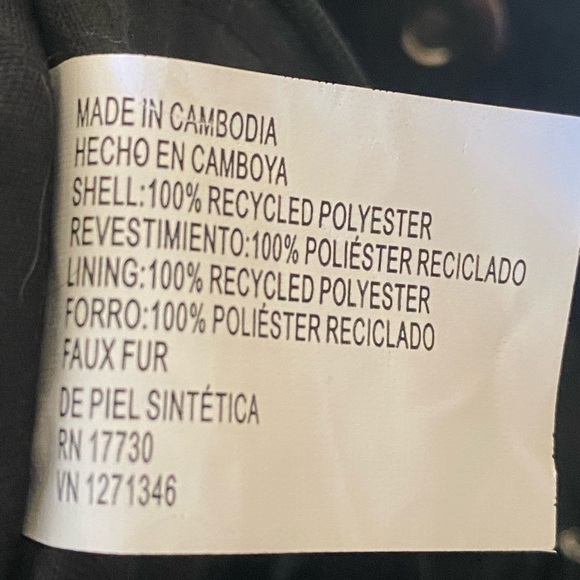 MADE IN CAMBODIA
HECHO EN CAMBOYA
SHELL:100% RECYCLED POLYESTER
REVESTIMIENTO:100% POLIÉSTER RECICLADO
LINING:100% RECYCLED POLYESTER
FORRO:100% POLIÉSTER RECICLADO
FAUX FUR
DE PIEL SINTÉTICA
RN 17730
VN 1271346